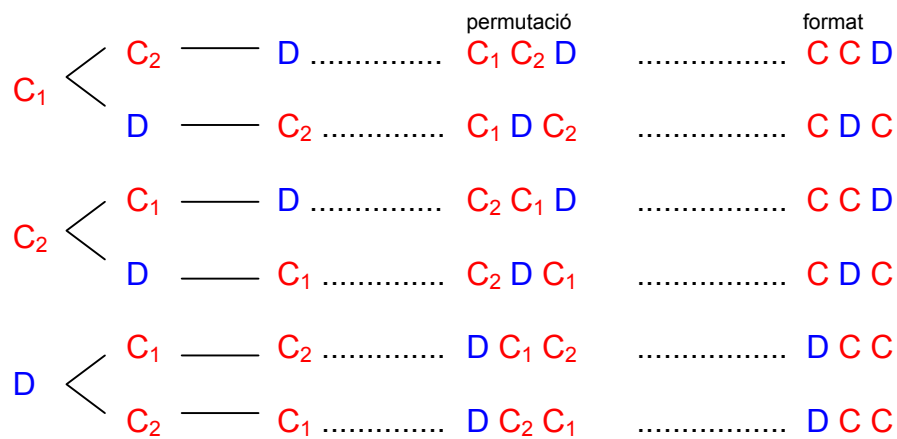 permutació format
C₂ D ............... C₁ C₂ D ................. C C D
C₁
D C₂ .............. C₁ D C₂ ................. C D C
C₁ D ............... C₂ C₁ D ................. C C D
C₂
D C₁ .............. C₂ D C₁ ................. C D C
C₁ C₂ .............. D C₁ C₂ ................. D C C
D
C₂ C₁ .............. D C₂ C₁ ................. D C C